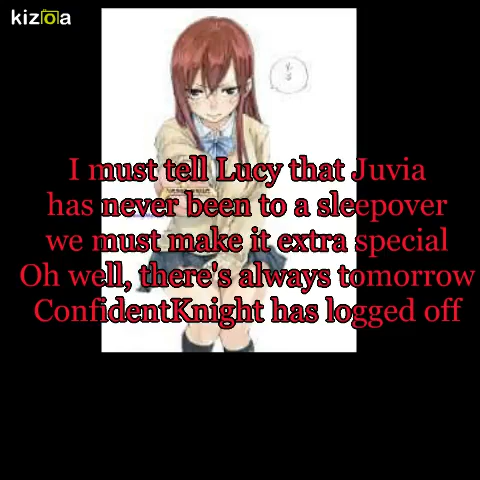 kizoa
I must tell Lucy that Juvia
has never been to a sleepover
we must make it extra special
Oh well, there's always tomorrow
ConfidentKnight has logged off